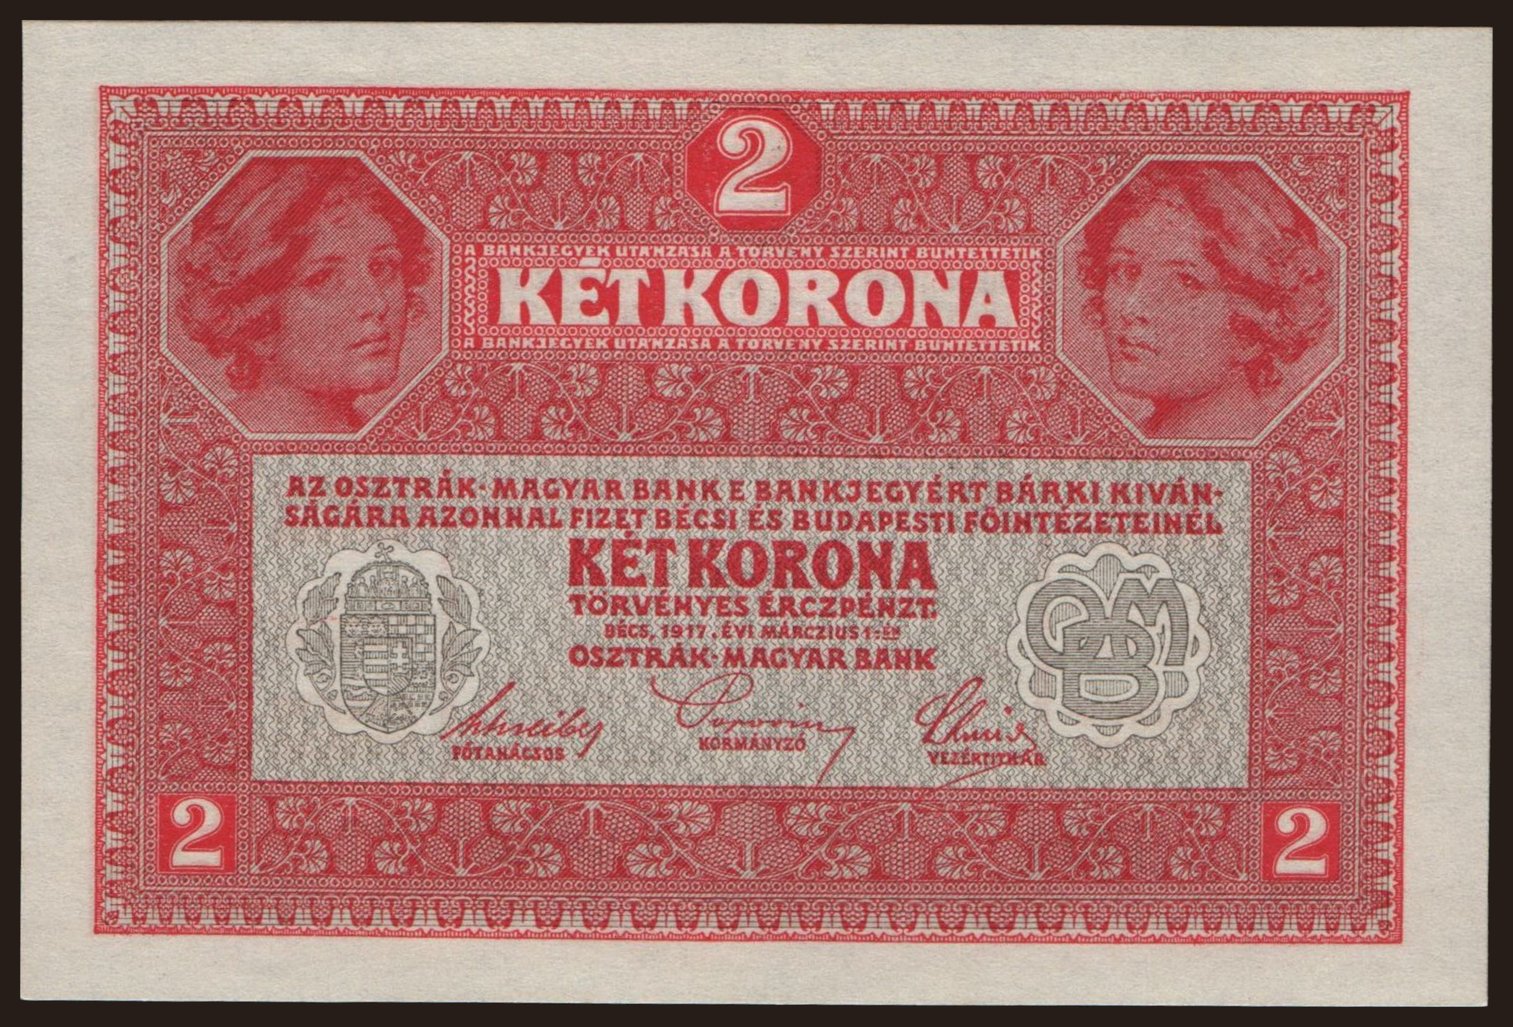 2
A BANKJEGYEK UTÁNZÁSA A TÖRVÉNY SZERINT BÜNTETTETIK
KÉT KORONA
A BANKJEGYEK UTÁNZÁSA A TÖRVÉNY SZERINT BÜNTETTETIK
AZ OSZTRÁK-MAGYAR BANK E BANKJEGYÉRT BÁRKI KIVÁN-
SÁGÁRA AZONNAL FIZET BÉCSI ÉS BUDAPESTI FŐINTÉZETEINÉL
KÉT KORONA
TÖRVÉNYES ÉRCZPÉNZT.
BÉCS, 1917. ÉVI MÁRCZIUS 1-ÉN
OSZTRÁK-MAGYAR BANK
OMB
FŐTANÁCSOS KORMÁNYZÓ VEZÉRTITKÁR
2 2